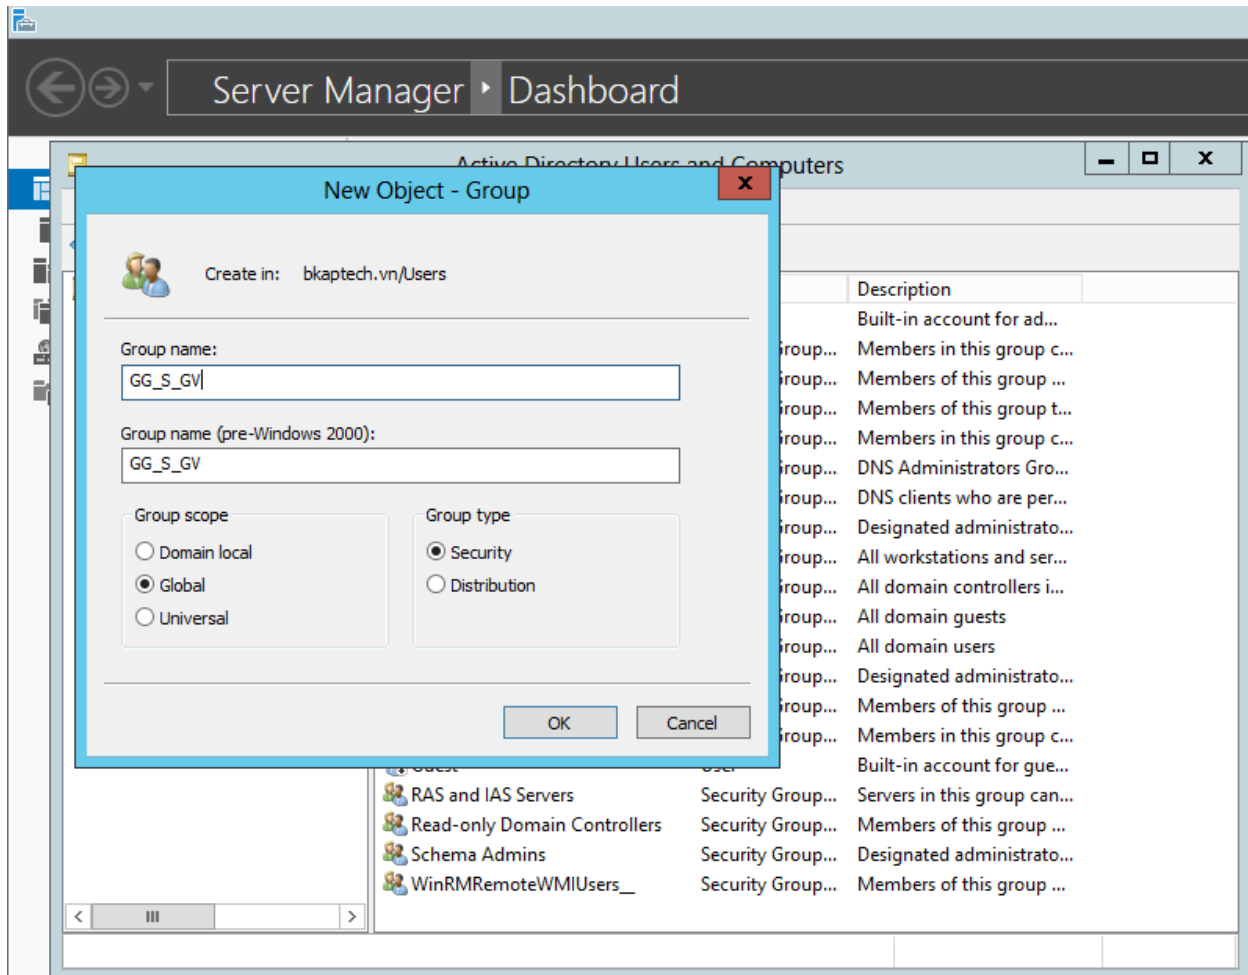 Server Manager Dashboard
Active Directory Users and Computers
New Object - Group
Create in: bkaptech.vn/Users
Group name:
GG_S_GV
Group name (pre-Windows 2000):
GG_S_GV
Group scope
Domain local
Global
Universal
Group type
Security
Distribution
OK Cancel
Description
Built-in account for ad...
Members in this group c...
Members of this group ...
Members of this group t...
Members in this group c...
DNS Administrators Gro...
DNS clients who are per...
Designated administrato...
All workstations and ser...
All domain controllers i...
All domain guests
All domain users
Designated administrato...
Members of this group ...
Members in this group c...
Built-in account for gue...
RAS and IAS Servers Security Group... Servers in this group can...
Read-only Domain Controllers Security Group... Members of this group ...
Schema Admins Security Group... Designated administrato...
WinRMRemoteWMIUsers__ Security Group... Members of this group ...